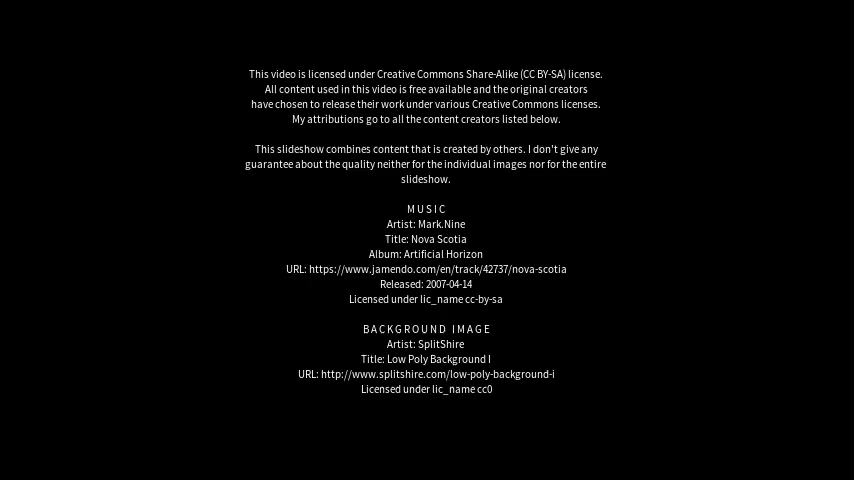 This video is licensed under Creative Commons Share-Alike (CC BY-SA) license.
All content used in this video is free available and the original creators
have chosen to release their work under various Creative Commons licenses.
My attributions go to all the content creators listed below.
This slideshow combines content that is created by others. I don't give any
guarantee about the quality neither for the individual images nor for the entire
slideshow.
MUSIC
Artist: Mark.Nine
Title: Nova Scotia
Album: Artificial Horizon
URL: https://www.jamendo.com/en/track/42737/nova-scotia
Released: 2007-04-14
Licensed under lic_name cc-by-sa
BACKGROUND IMAGE
Artist: SplitShire
Title: Low Poly Background I
URL: http://www.splitshire.com/low-poly-background-i
Licensed under lic_name cc0